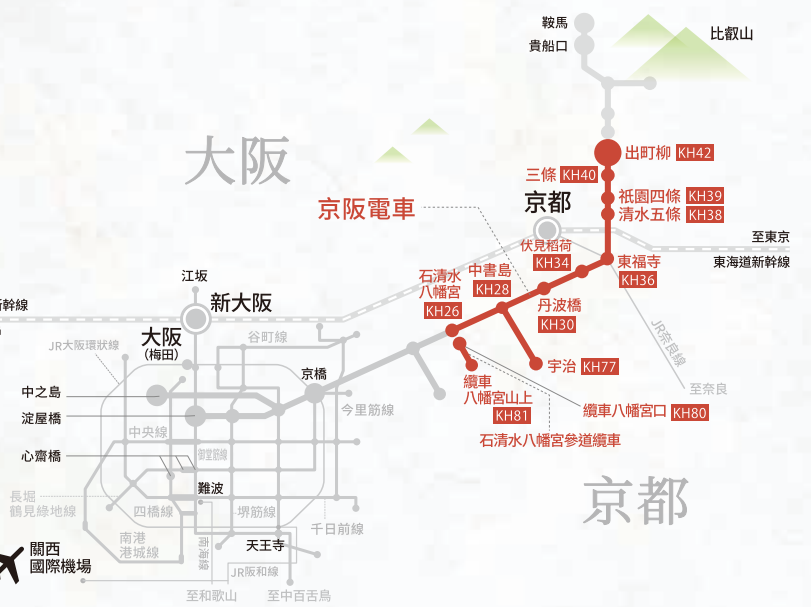 鞍馬
貴船口
比叡山
出町柳 KH42
三條 KH40
祇園四條 KH39
清水五條 KH38
大阪
京阪電車
京都
至東京
東海道新幹線
伏見稻荷
KH34
東福寺
KH36
石清水
八幡宮
KH26
中書島
KH28
丹波橋
KH30
江坂
新大阪
新幹線
大阪
(梅田)
JR大阪環狀線
谷町線
京橋
JR奈良線
至奈良
宇治 KH77
纜車
八幡宮山上
KH81
纜車八幡宮口 KH80
石清水八幡宮參道纜車
中之島
淀屋橋
今里筋線
中央線
心齋橋
御堂筋線
難波
長堀
鶴見綠地線
四橋線
堺筋線
千日前線
南港
港城線
南海線
天王寺
JR阪和線
關西
國際機場
至和歌山
至中百舌鳥
京都